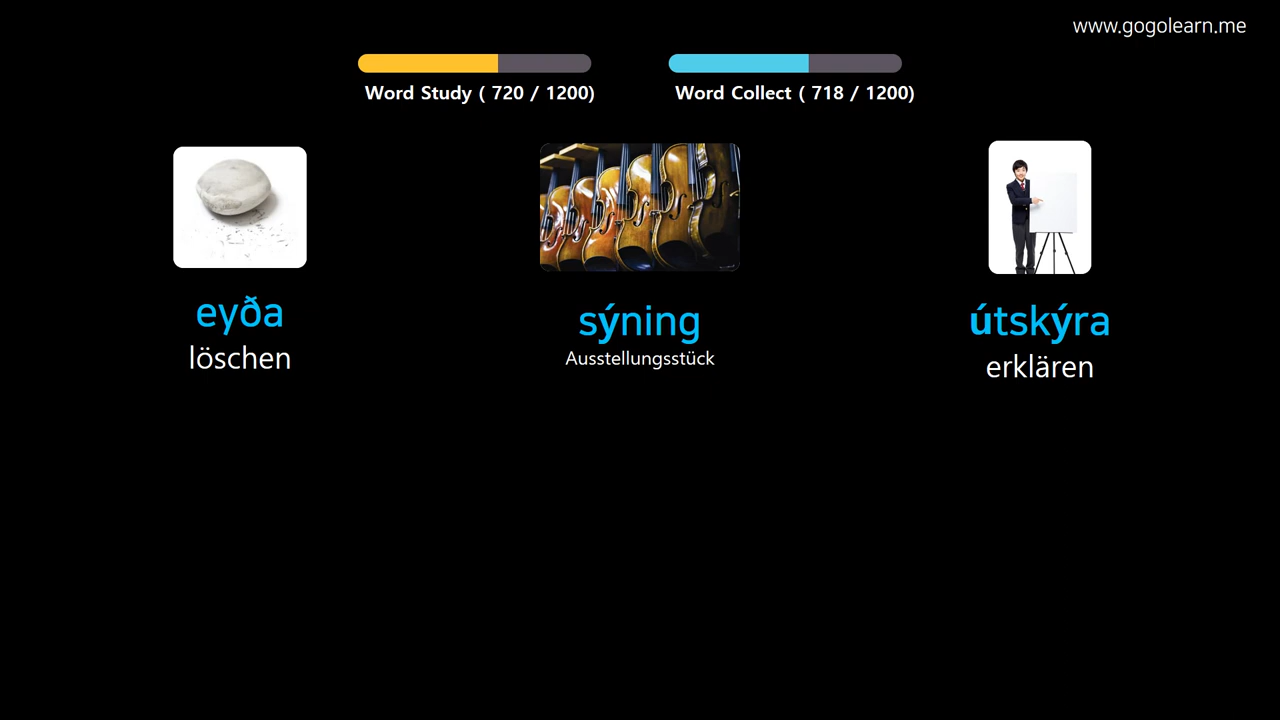 www.gogolearn.me
Word Study ( 720 / 1200)
Word Collect ( 718 / 1200)
eyða
löschen
sýning
Ausstellungsstück
útskýra
erklären